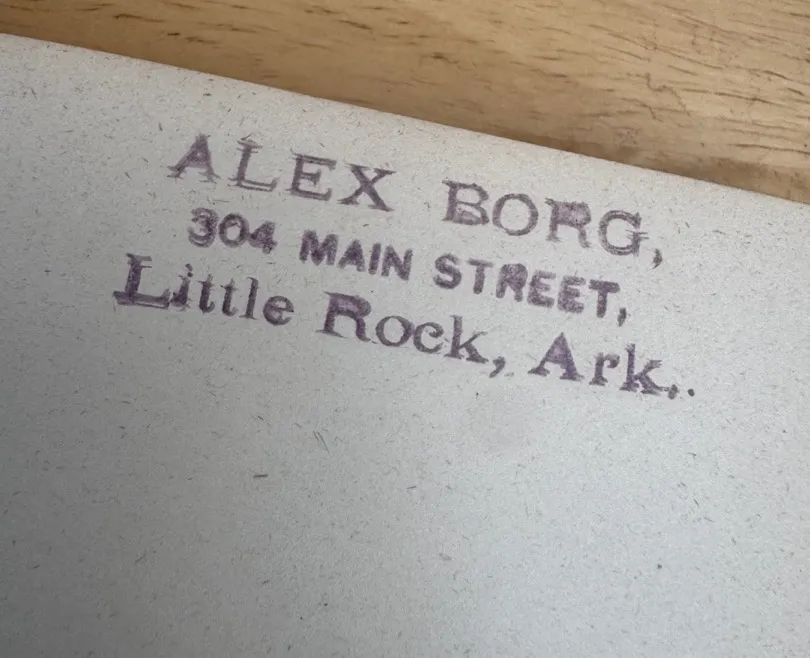 ALEX BORG,
304 MAIN STREET,
Little Rock, Ark..